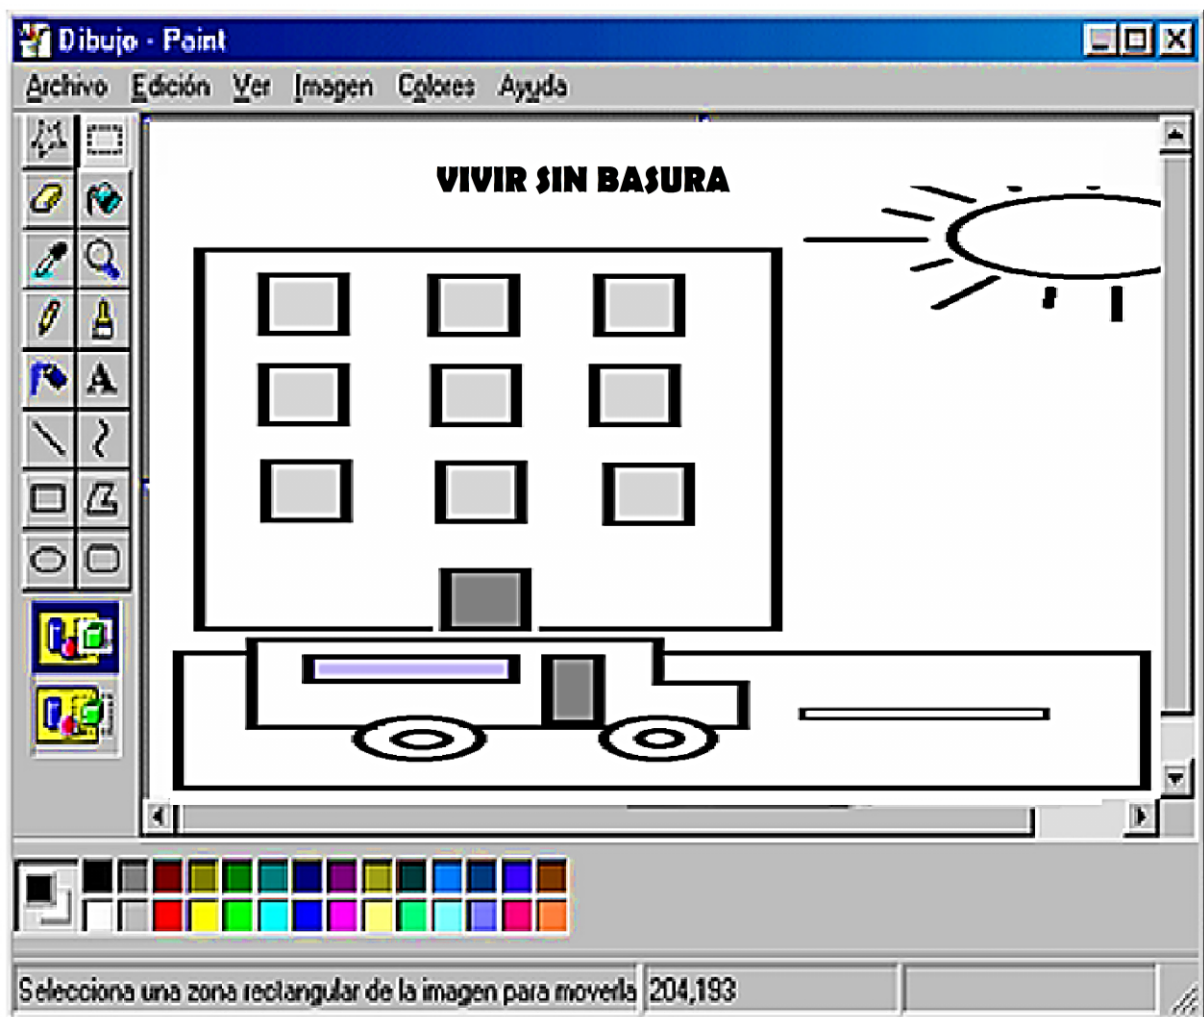 Dibujo - Paint
Archivo Edición Ver Imagen Colores Ayuda
A
VIVIR SIN BASURA
Selecciona una zona rectangular de la imagen para moverla 204,193